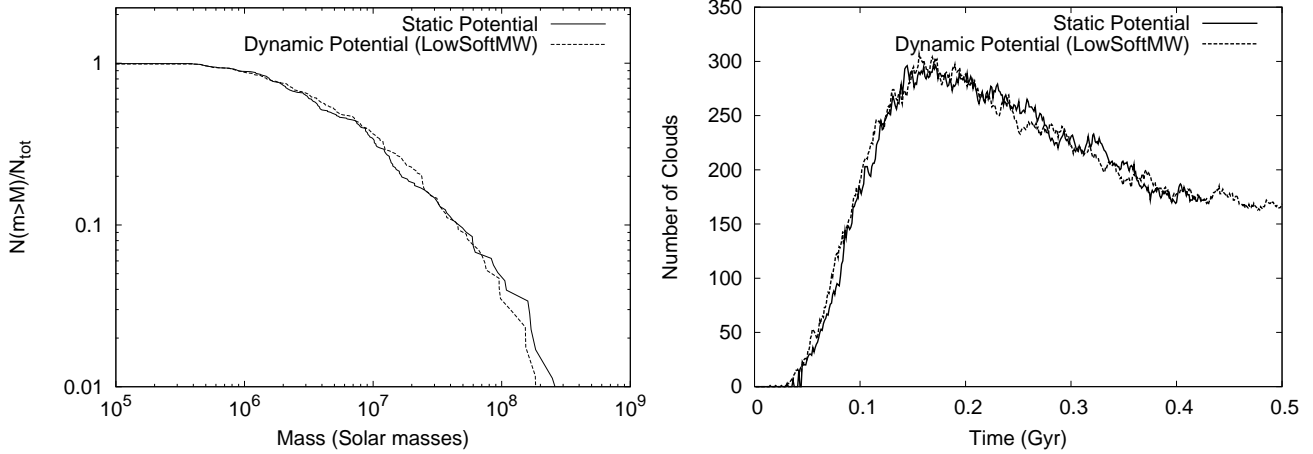 Static Potential
Dynamic Potential (LowSoftMW)
1
0.1
0.01
N(m>M)/N_tot
10^5
10^6
10^7
10^8
10^9
Mass (Solar masses)
Static Potential
Dynamic Potential (LowSoftMW)
350
300
250
200
150
100
50
0
Number of Clouds
0
0.1
0.2
0.3
0.4
0.5
Time (Gyr)